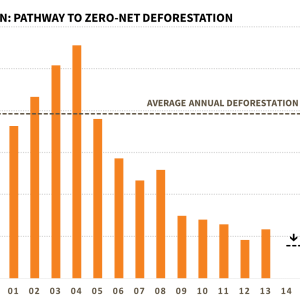 N: PATHWAY TO ZERO-NET DEFORESTATION
AVERAGE ANNUAL DEFORESTATION
01 02 03 04 05 06 07 08 09 10 11 12 13 14